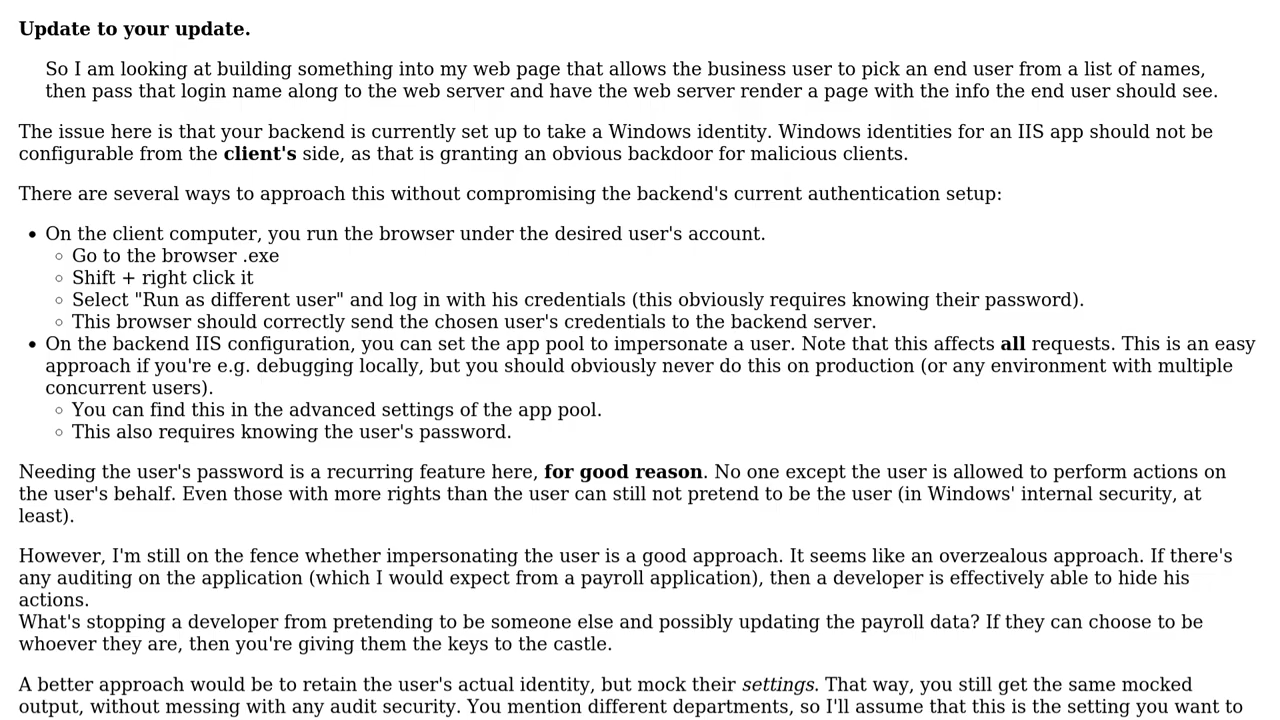 Update to your update.
So I am looking at building something into my web page that allows the business user to pick an end user from a list of names,
then pass that login name along to the web server and have the web server render a page with the info the end user should see.
The issue here is that your backend is currently set up to take a Windows identity. Windows identities for an IIS app should not be
configurable from the client's side, as that is granting an obvious backdoor for malicious clients.
There are several ways to approach this without compromising the backend's current authentication setup:
• On the client computer, you run the browser under the desired user's account.
◦ Go to the browser .exe
◦ Shift + right click it
◦ Select "Run as different user" and log in with his credentials (this obviously requires knowing their password).
◦ This browser should correctly send the chosen user's credentials to the backend server.
• On the backend IIS configuration, you can set the app pool to impersonate a user. Note that this affects all requests. This is an easy
approach if you're e.g. debugging locally, but you should obviously never do this on production (or any environment with multiple
concurrent users).
◦ You can find this in the advanced settings of the app pool.
◦ This also requires knowing the user's password.
Needing the user's password is a recurring feature here, for good reason. No one except the user is allowed to perform actions on
the user's behalf. Even those with more rights than the user can still not pretend to be the user (in Windows' internal security, at
least).
However, I'm still on the fence whether impersonating the user is a good approach. It seems like an overzealous approach. If there's
any auditing on the application (which I would expect from a payroll application), then a developer is effectively able to hide his
actions.
What's stopping a developer from pretending to be someone else and possibly updating the payroll data? If they can choose to be
whoever they are, then you're giving them the keys to the castle.
A better approach would be to retain the user's actual identity, but mock their settings. That way, you still get the same mocked
output, without messing with any audit security. You mention different departments, so I'll assume that this is the setting you want to